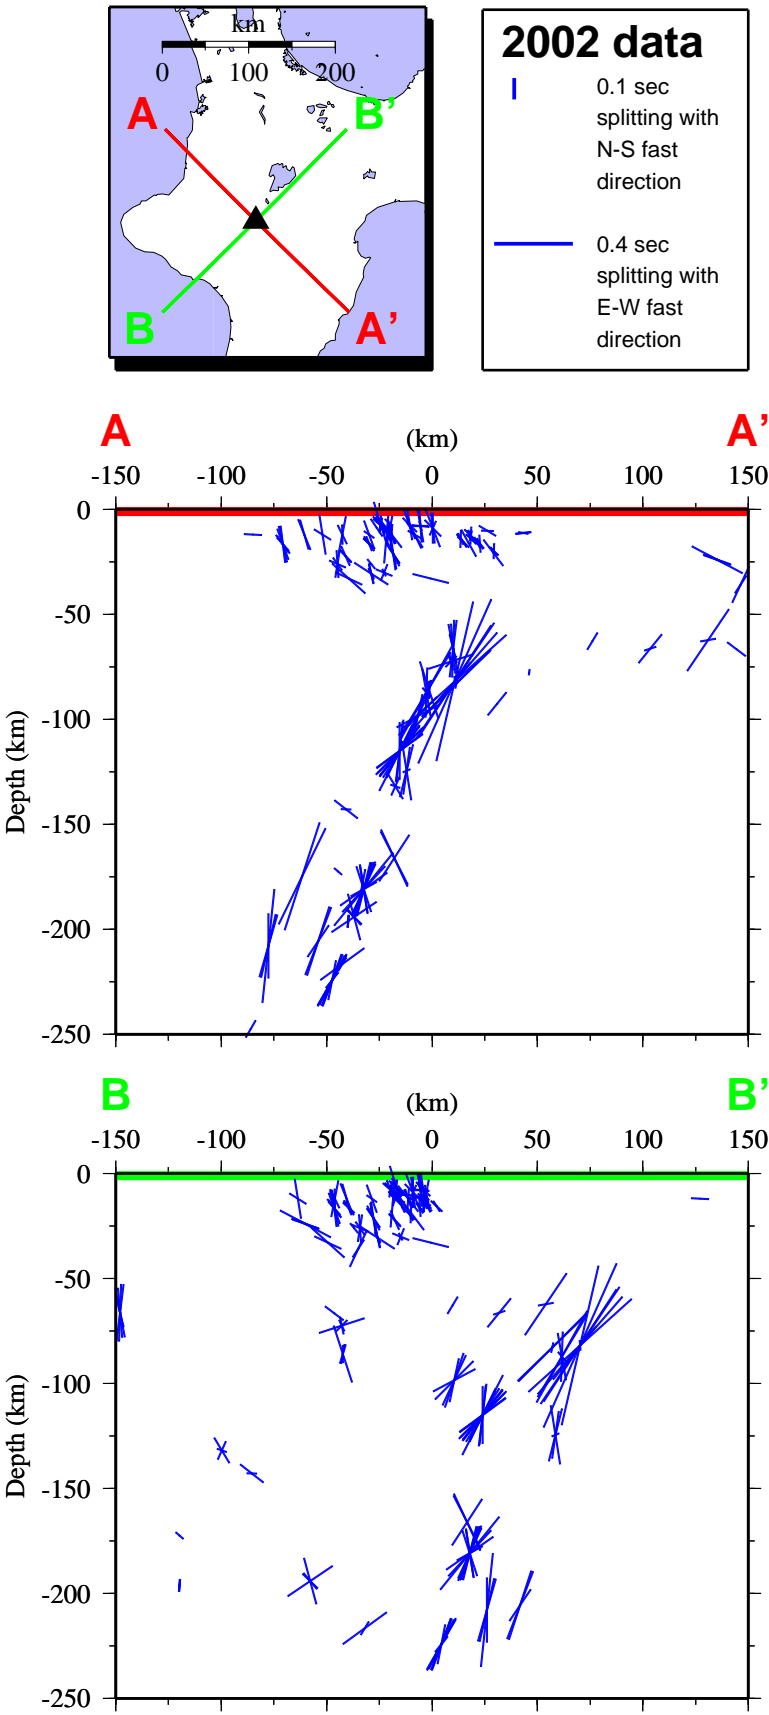 km
0 100 200
A
B’
B
A’
2002 data
0.1 sec
splitting with
N-S fast
direction
0.4 sec
splitting with
E-W fast
direction
A
(km)
A’
-150 -100 -50 0 50 100 150
0
-50
-100
-150
-200
-250
Depth (km)
B
(km)
B’
-150 -100 -50 0 50 100 150
0
-50
-100
-150
-200
-250
Depth (km)